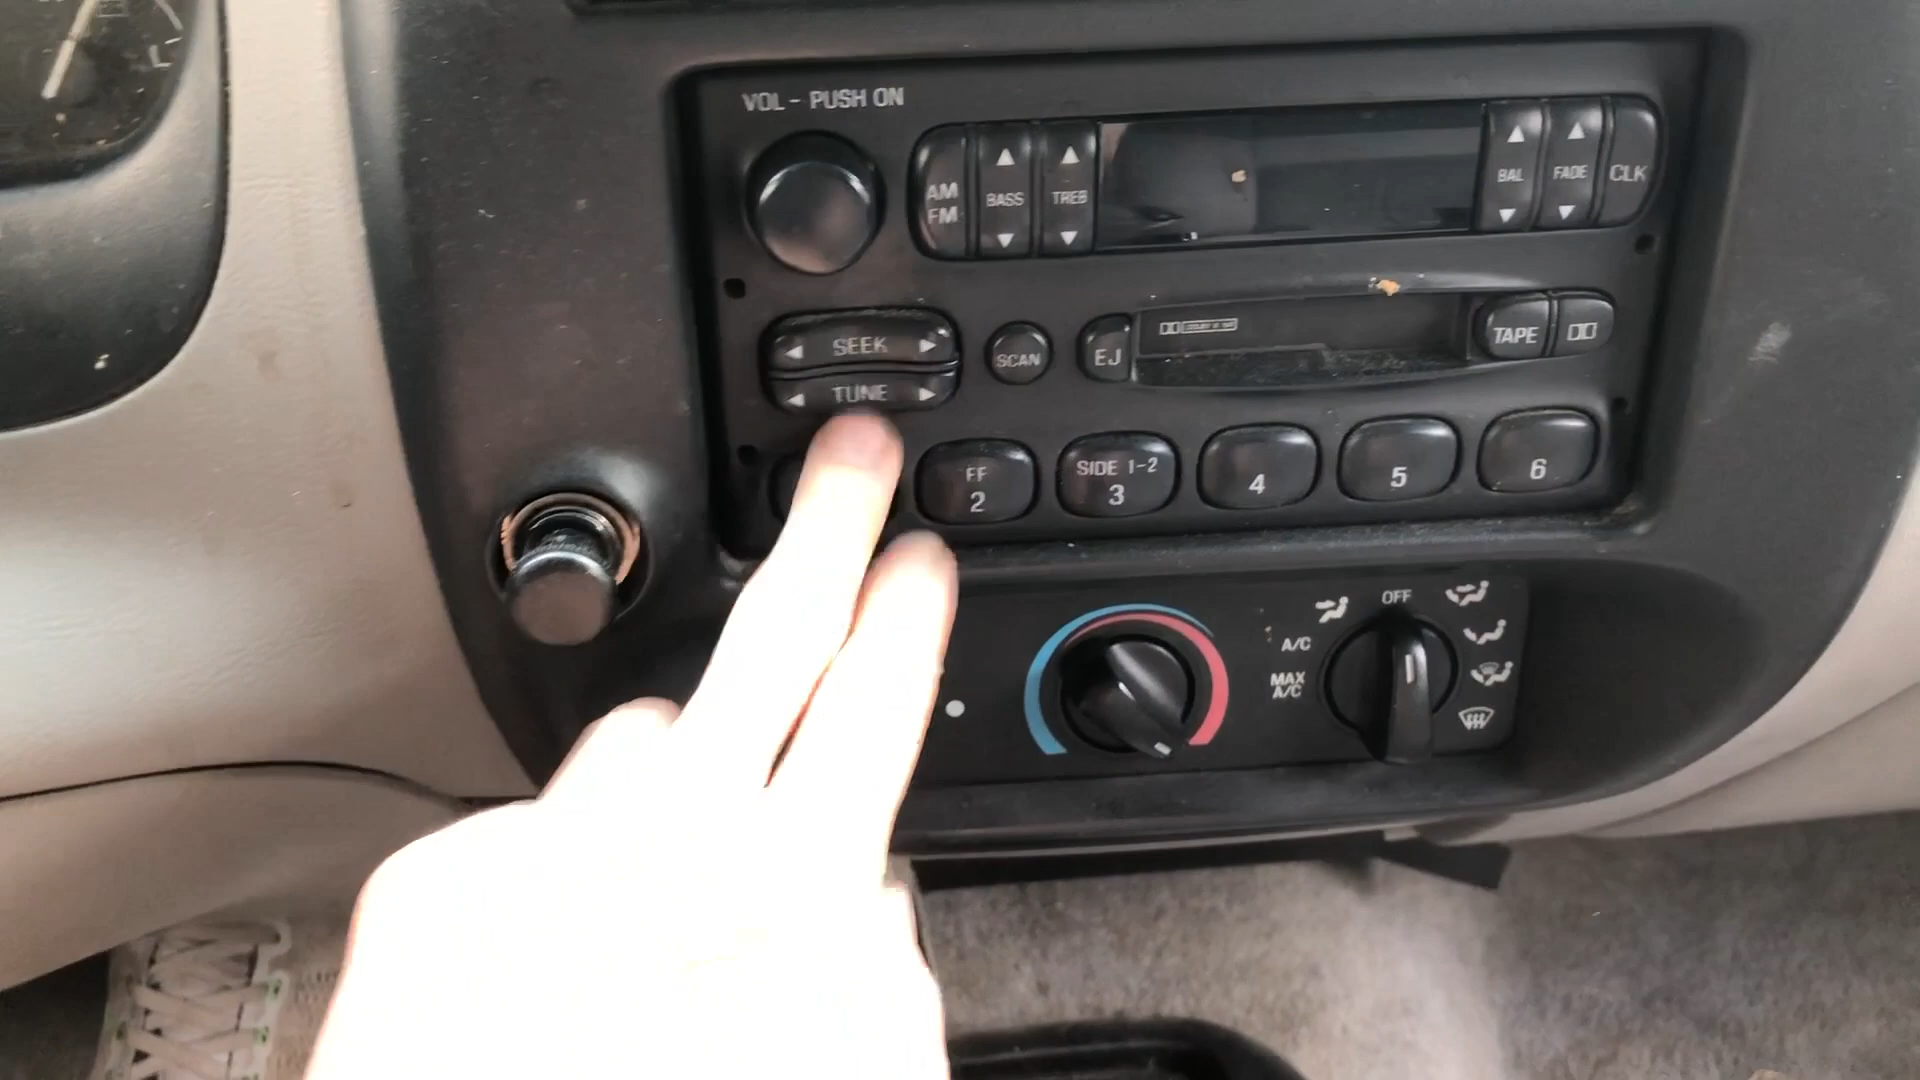 VOL - PUSH ON
AM
FM
BASS
TREB
BAL
FADE
CLK
SEEK
TUNE
SCAN
EJ
TAPE
FF
2
SIDE 1-2
3
4
5
6
OFF
A/C
MAX
A/C
L